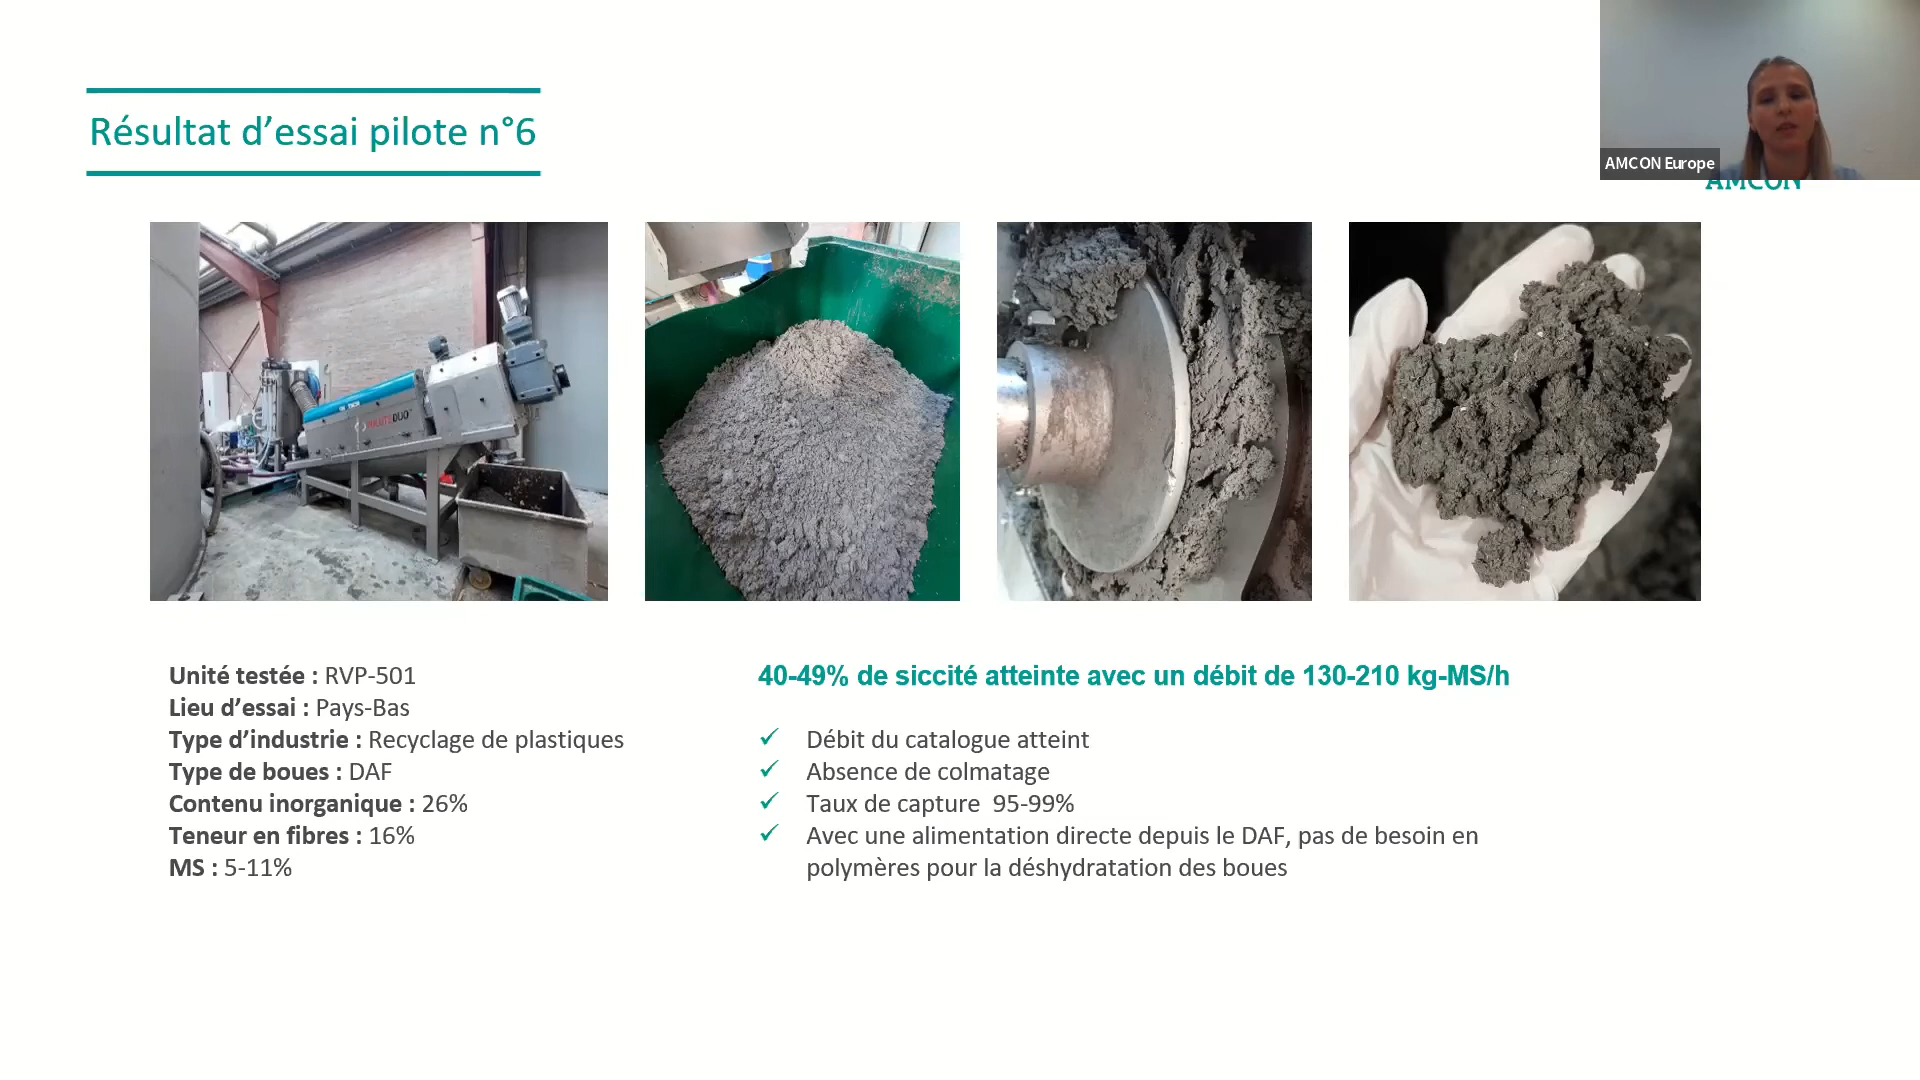 Résultat d’essai pilote n°6
AMCON Europe
AMCON
DUO
Unité testée : RVP-501
Lieu d’essai : Pays-Bas
Type d’industrie : Recyclage de plastiques
Type de boues : DAF
Contenu inorganique : 26%
Teneur en fibres : 16%
MS : 5-11%
40-49% de siccité atteinte avec un débit de 130-210 kg-MS/h
✓ Débit du catalogue atteint
✓ Absence de colmatage
✓ Taux de capture  95-99%
✓ Avec une alimentation directe depuis le DAF, pas de besoin en
polymères pour la déshydratation des boues